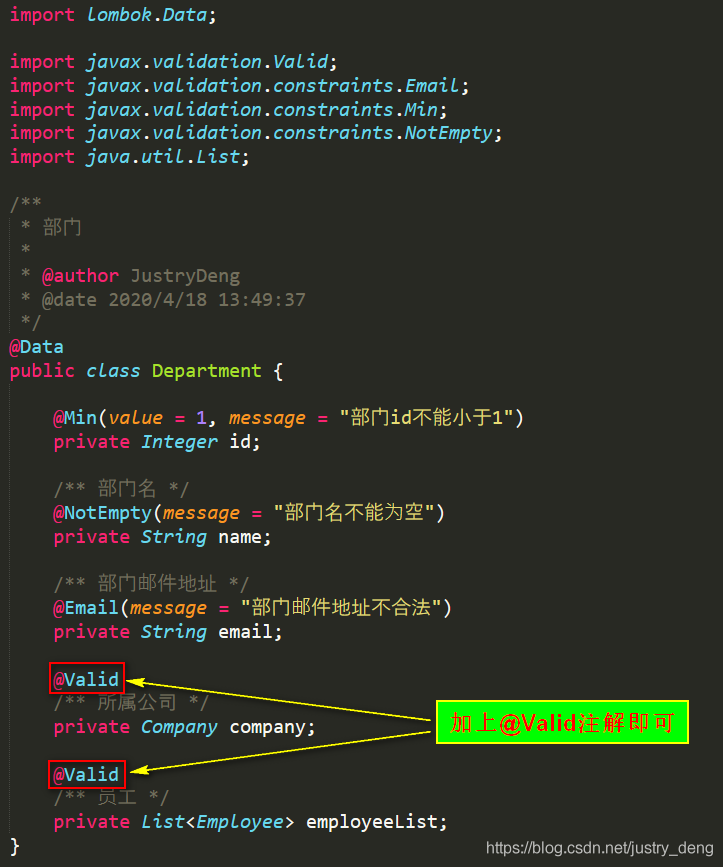 import lombok.Data;
import javax.validation.Valid;
import javax.validation.constraints.Email;
import javax.validation.constraints.Min;
import javax.validation.constraints.NotEmpty;
import java.util.List;
/**
 * 部门
 *
 * @author JustryDeng
 * @date 2020/4/18 13:49:37
 */
@Data
public class Department {
    @Min(value = 1, message = "部门id不能小于1")
    private Integer id;
    /** 部门名 */
    @NotEmpty(message = "部门名不能为空")
    private String name;
    /** 部门邮件地址 */
    @Email(message = "部门邮件地址不合法")
    private String email;
    @Valid
    /** 所属公司 */
    private Company company;
加上@Valid注解即可
    @Valid
    /** 员工 */
    private List<Employee> employeeList;
}
https://blog.csdn.net/justry_deng